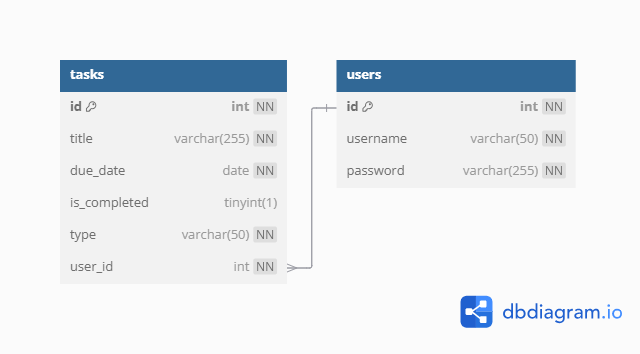 tasks
id int NN
title varchar(255) NN
due_date date NN
is_completed tinyint(1)
type varchar(50) NN
user_id int NN
users
id int NN
username varchar(50) NN
password varchar(255) NN
dbdiagram.io